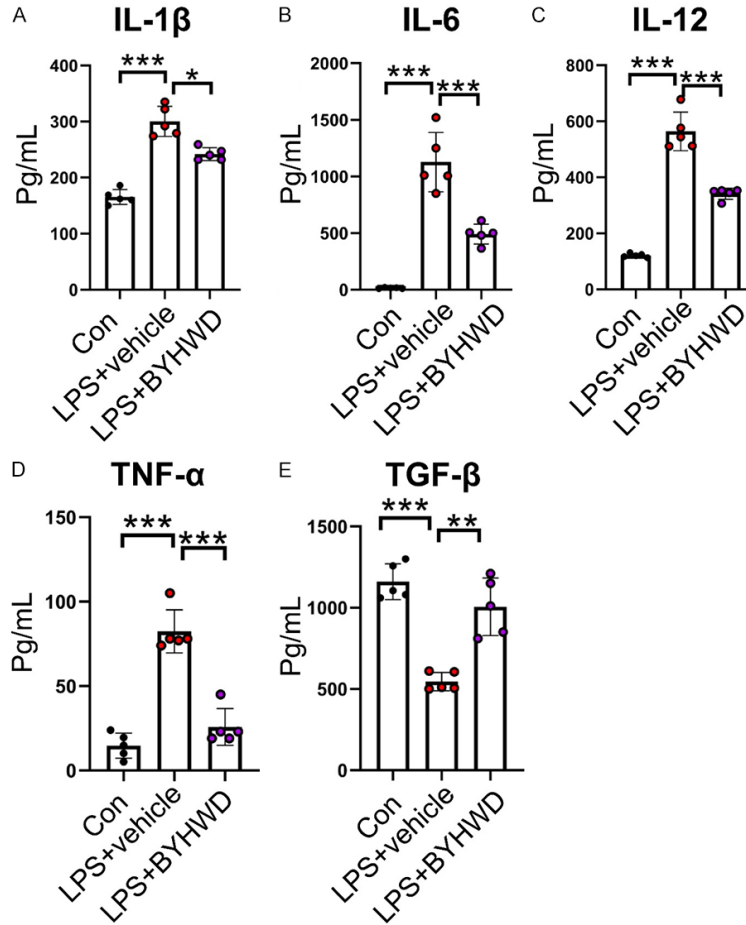 A IL-1β
***
*
400
300
200
100
0
Pg/mL
Con
LPS+vehicle
LPS+BYHWD
B IL-6
***
***
2000
1500
1000
500
0
Pg/mL
Con
LPS+vehicle
LPS+BYHWD
C IL-12
***
***
800
600
400
200
0
Pg/mL
Con
LPS+vehicle
LPS+BYHWD
D TNF-α
***
***
150
100
50
0
Pg/mL
Con
LPS+vehicle
LPS+BYHWD
E TGF-β
***
**
1500
1000
500
0
Pg/mL
Con
LPS+vehicle
LPS+BYHWD